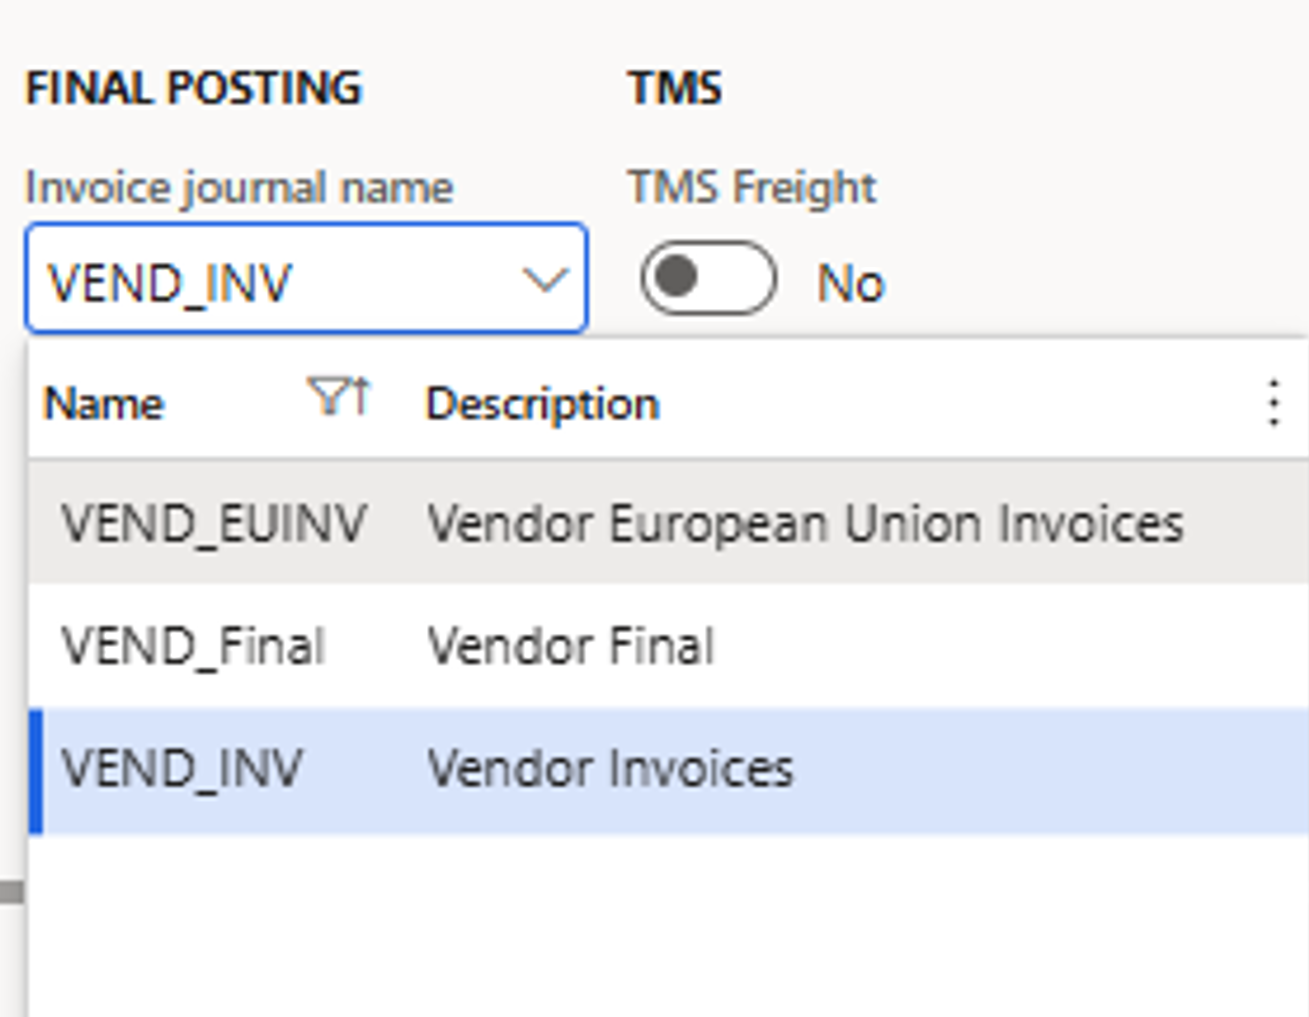 FINAL POSTING TMS
Invoice journal name TMS Freight
VEND_INV No
Name Description
VEND_EUINV Vendor European Union Invoices
VEND_Final Vendor Final
VEND_INV Vendor Invoices